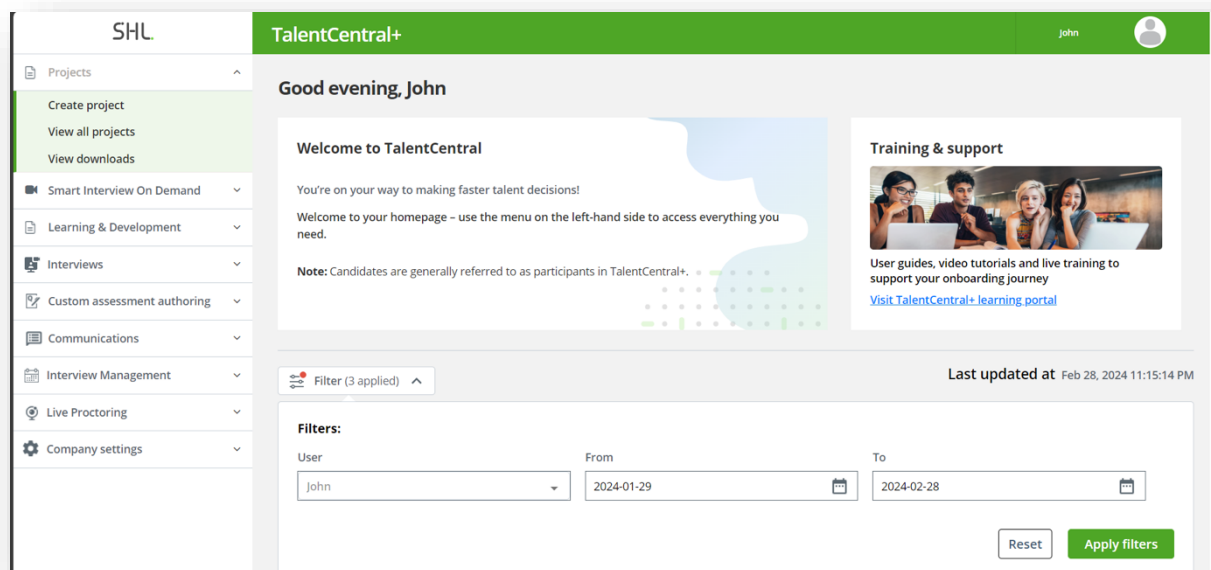 SHL.
TalentCentral+
John
Projects
Create project
View all projects
View downloads
Smart Interview On Demand
Learning & Development
Interviews
Custom assessment authoring
Communications
Interview Management
Live Proctoring
Company settings
Good evening, John
Welcome to TalentCentral
You're on your way to making faster talent decisions!
Welcome to your homepage – use the menu on the left-hand side to access everything you
need.
Note: Candidates are generally referred to as participants in TalentCentral+.
Training & support
User guides, video tutorials and live training to
support your onboarding journey
Visit TalentCentral+ learning portal
Filter (3 applied)
Last updated at Feb 28, 2024 11:15:14 PM
Filters:
User
From
To
John
2024-01-29
2024-02-28
Reset
Apply filters